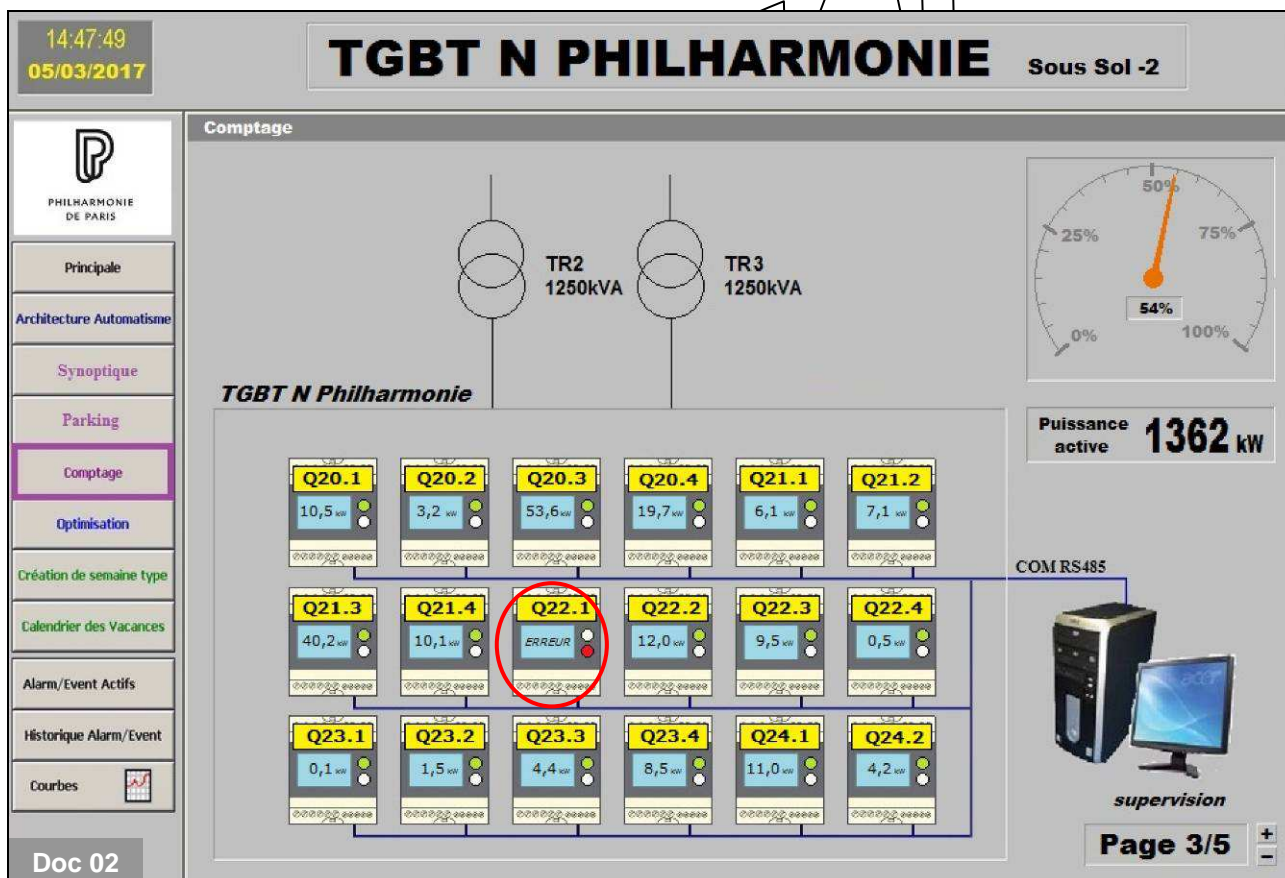 14:47:49
05/03/2017
TGBT N PHILHARMONIE Sous Sol -2
PHILHARMONIE
DE PARIS
Principale
Architecture Automatisme
Synoptique
Parking
Comptage
Optimisation
Création de semaine type
Calendrier des Vacances
Alarm/Event Actifs
Historique Alarm/Event
Courbes
Doc 02
Comptage
TR2
1250kVA
TR3
1250kVA
0%
25%
50%
75%
100%
54%
Puissance active 1362 kW
TGBT N Philharmonie
Q20.1 Q20.2 Q20.3 Q20.4 Q21.1 Q21.2
10,5 kW 3,2 kW 53,6 kW 19,7 kW 6,1 kW 7,1 kW
Q21.3 Q21.4 Q22.1 Q22.2 Q22.3 Q22.4
40,2 kW 10,1 kW ERREUR 12,0 kW 9,5 kW 0,5 kW
Q23.1 Q23.2 Q23.3 Q23.4 Q24.1 Q24.2
0,1 kW 1,5 kW 4,4 kW 8,5 kW 11,0 kW 4,2 kW
COM RS485
acer
supervision
Page 3/5 + -